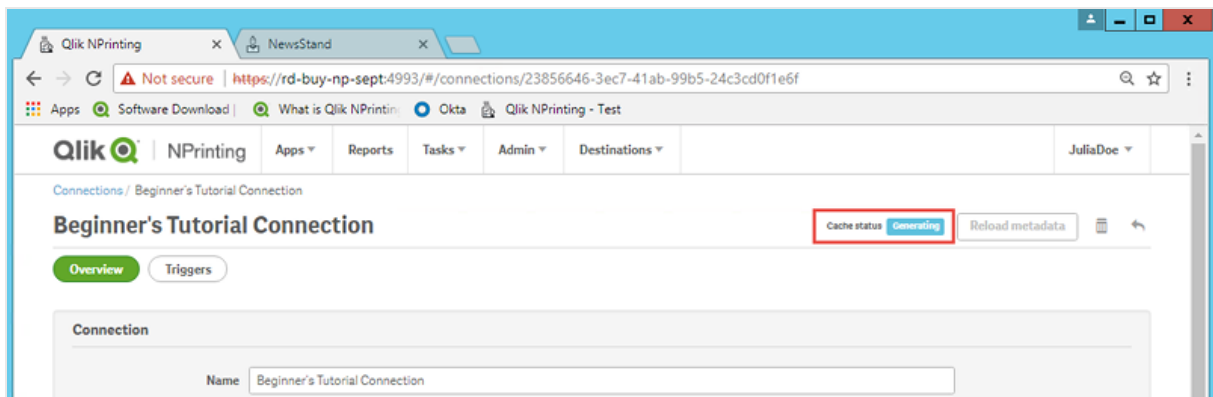 Qlik NPrinting NewsStand
Not secure | https://rd-buy-np-sept:4993/#/connections/23856646-3ec7-41ab-99b5-24c3cd0f1e6f
Apps Software Download | What is Qlik NPrinting Okta Qlik NPrinting - Test
Qlik NPrinting Apps Reports Tasks Admin Destinations JuliaDoe
Connections / Beginner's Tutorial Connection
Beginner's Tutorial Connection Cache status Generating Reload metadata
Overview Triggers
Connection
Name Beginner's Tutorial Connection